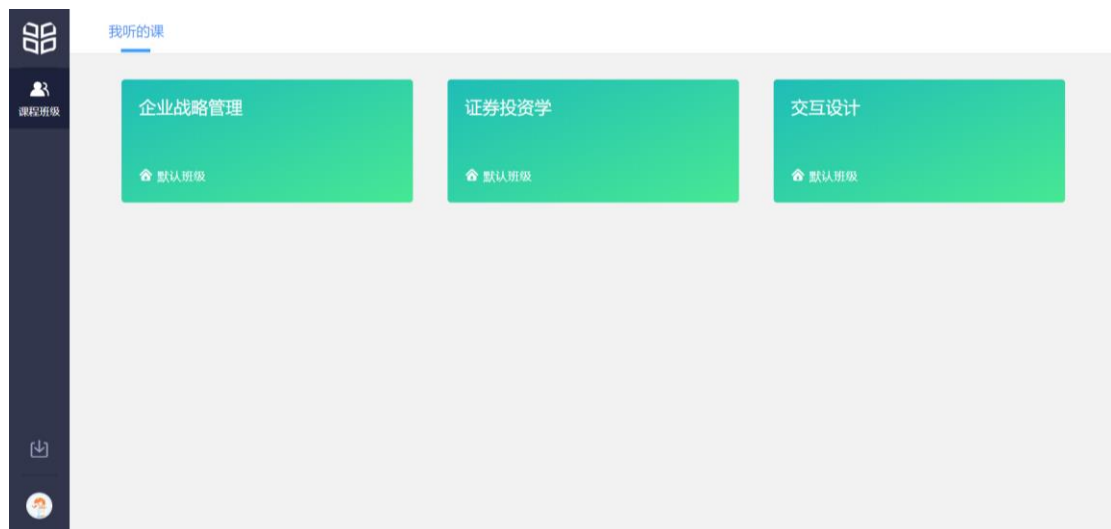 我听的课
课程班级
企业战略管理
证券投资学
交互设计
默认班级
默认班级
默认班级